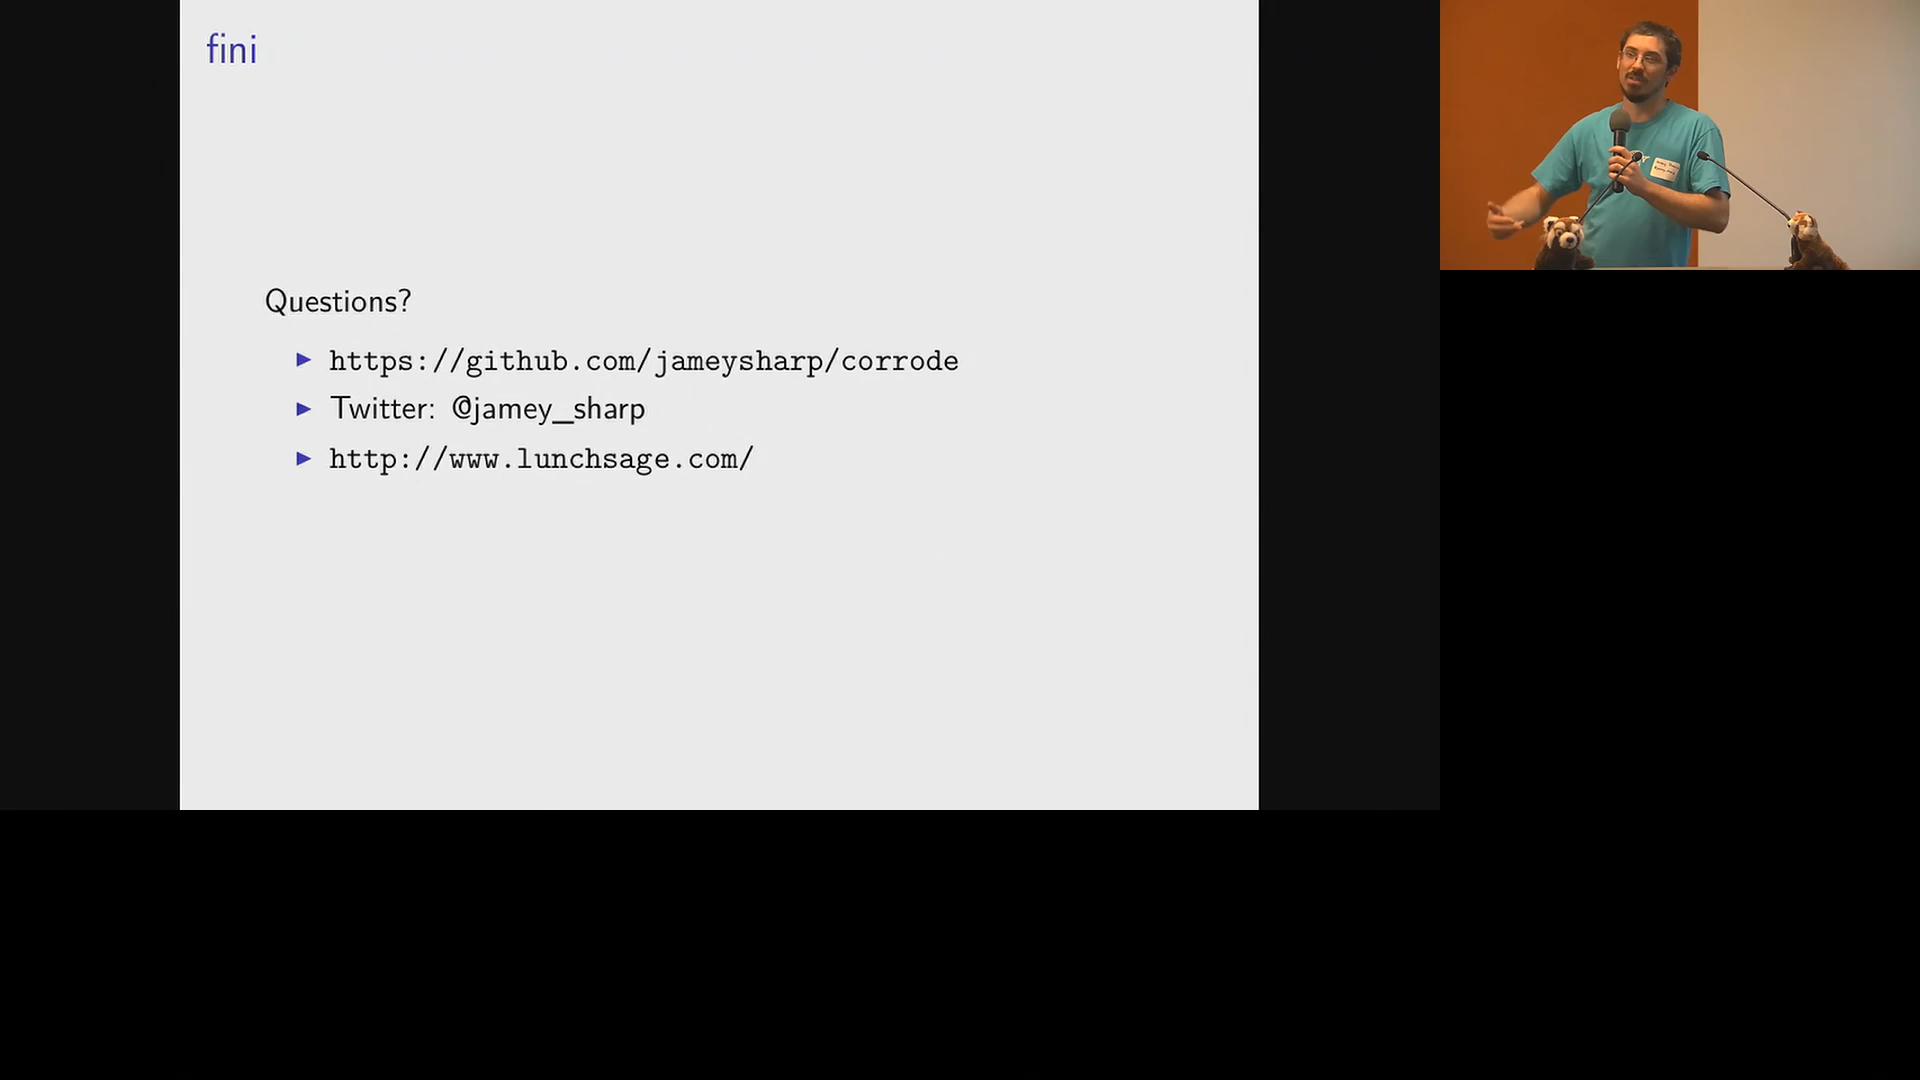 fini
Questions?
https://github.com/jameysharp/corrode
Twitter: @jamey_sharp
http://www.lunchsage.com/